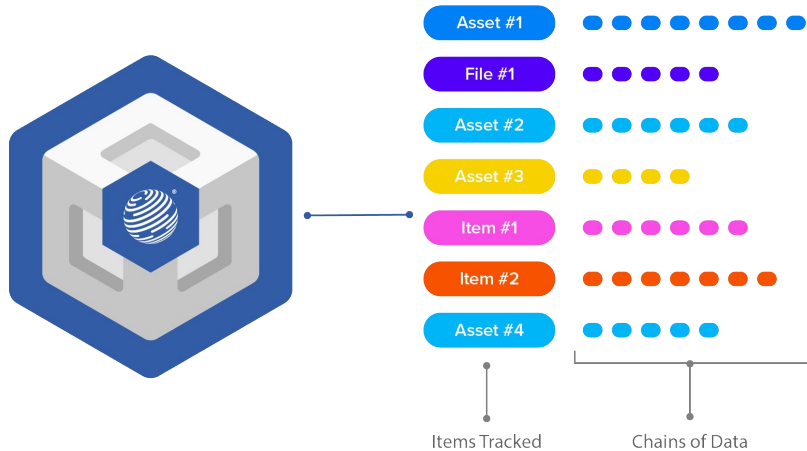 Asset #1
File #1
Asset #2
Asset #3
®
Item #1
Item #2
Asset #4
Items Tracked
Chains of Data